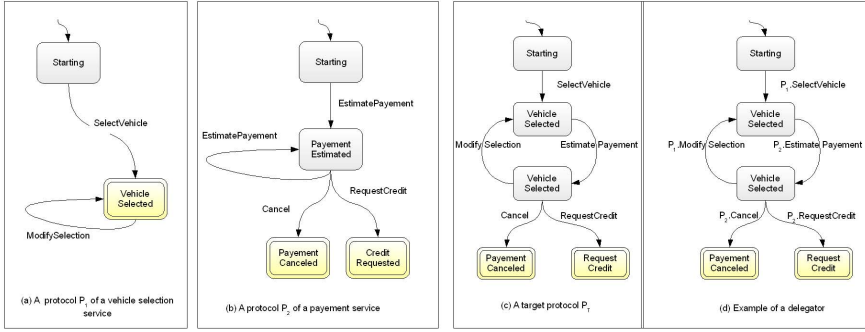 Starting
SelectVehicle
Vehicle
Selected
ModifySelection
(a) A protocol P1 of a vehicle selection
service
Starting
EstimatePayement
EstimatePayement
Payment
Estimated
Cancel
RequestCredit
Payement
Canceled
Credit
Requested
(b) A protocol P2 of a payement service
Starting
SelectVehicle
Vehicle
Selected
Modify Selection
Estimate Payement
Vehicle
Selected
Cancel
RequestCredit
Payement
Canceled
Request
Credit
(c) A target protocol PT
Starting
P1.SelectVehicle
Vehicle
Selected
P1.Modify Selection
P2.Estimate Payement
Vehicle
Selected
P2.Cancel
P2.RequestCredit
Payement
Canceled
Request
Credit
(d) Example of a delegator